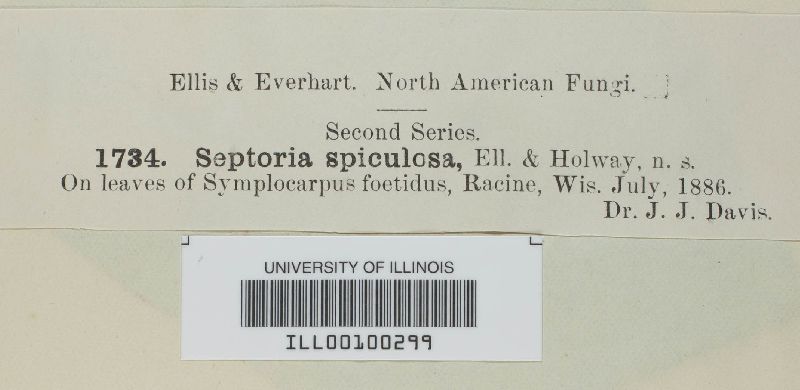 Ellis & Everhart. North American Fungi.
Second Series.
1734. Septoria spiculosa, Ell. & Holway, n. s.
On leaves of Symplocarpus foetidus, Racine, Wis. July, 1886.
Dr. J. J. Davis.
UNIVERSITY OF ILLINOIS
ILL00100299